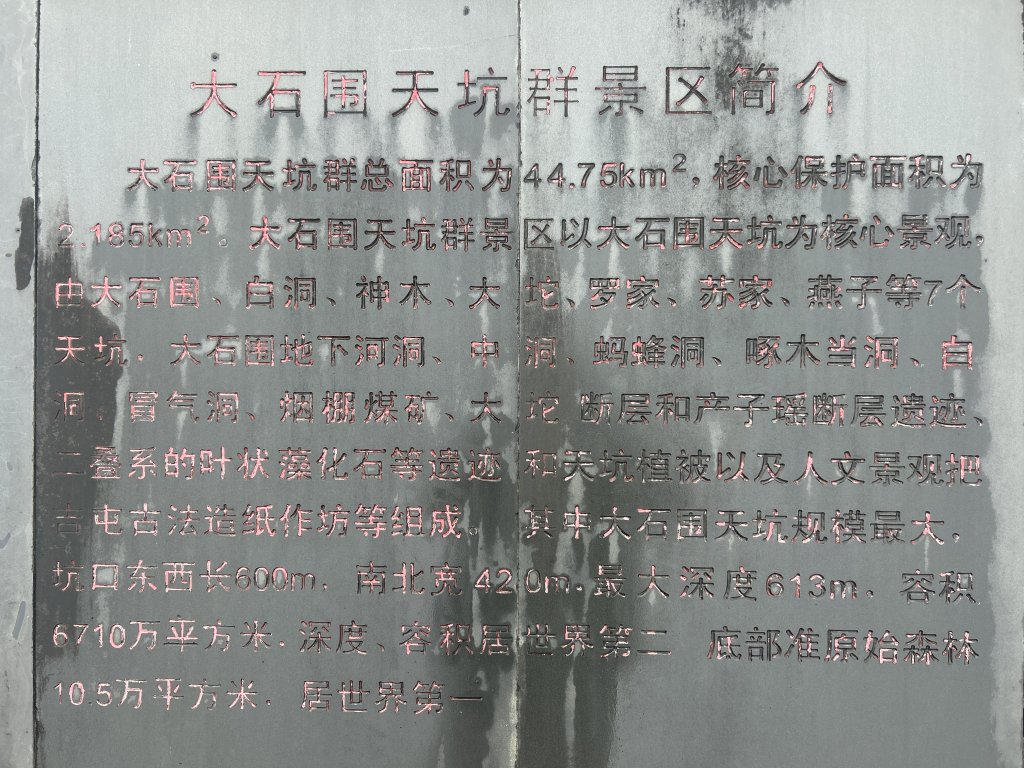 大石围天坑群景区简介
大石围天坑群总面积为44.75km²，核心保护面积为
2.185km²。大石围天坑群景区以大石围天坑为核心景观，
由大石围、白洞、神木、大坨、罗家、苏家、燕子等7个
天坑，大石围地下河洞、中洞、蚂蜂洞、啄木当洞、白
洞、冒气洞、烟棚煤矿、大坨断层和产子瑶断层遗迹、
二叠系的叶状藻化石等遗迹和天坑植被以及人文景观把
吉屯古法造纸作坊等组成。其中大石围天坑规模最大，
坑口东西长600m，南北宽420m，最大深度613m，容积
6710万平方米，深度、容积居世界第二 底部准原始森林
10.5万平方米，居世界第一